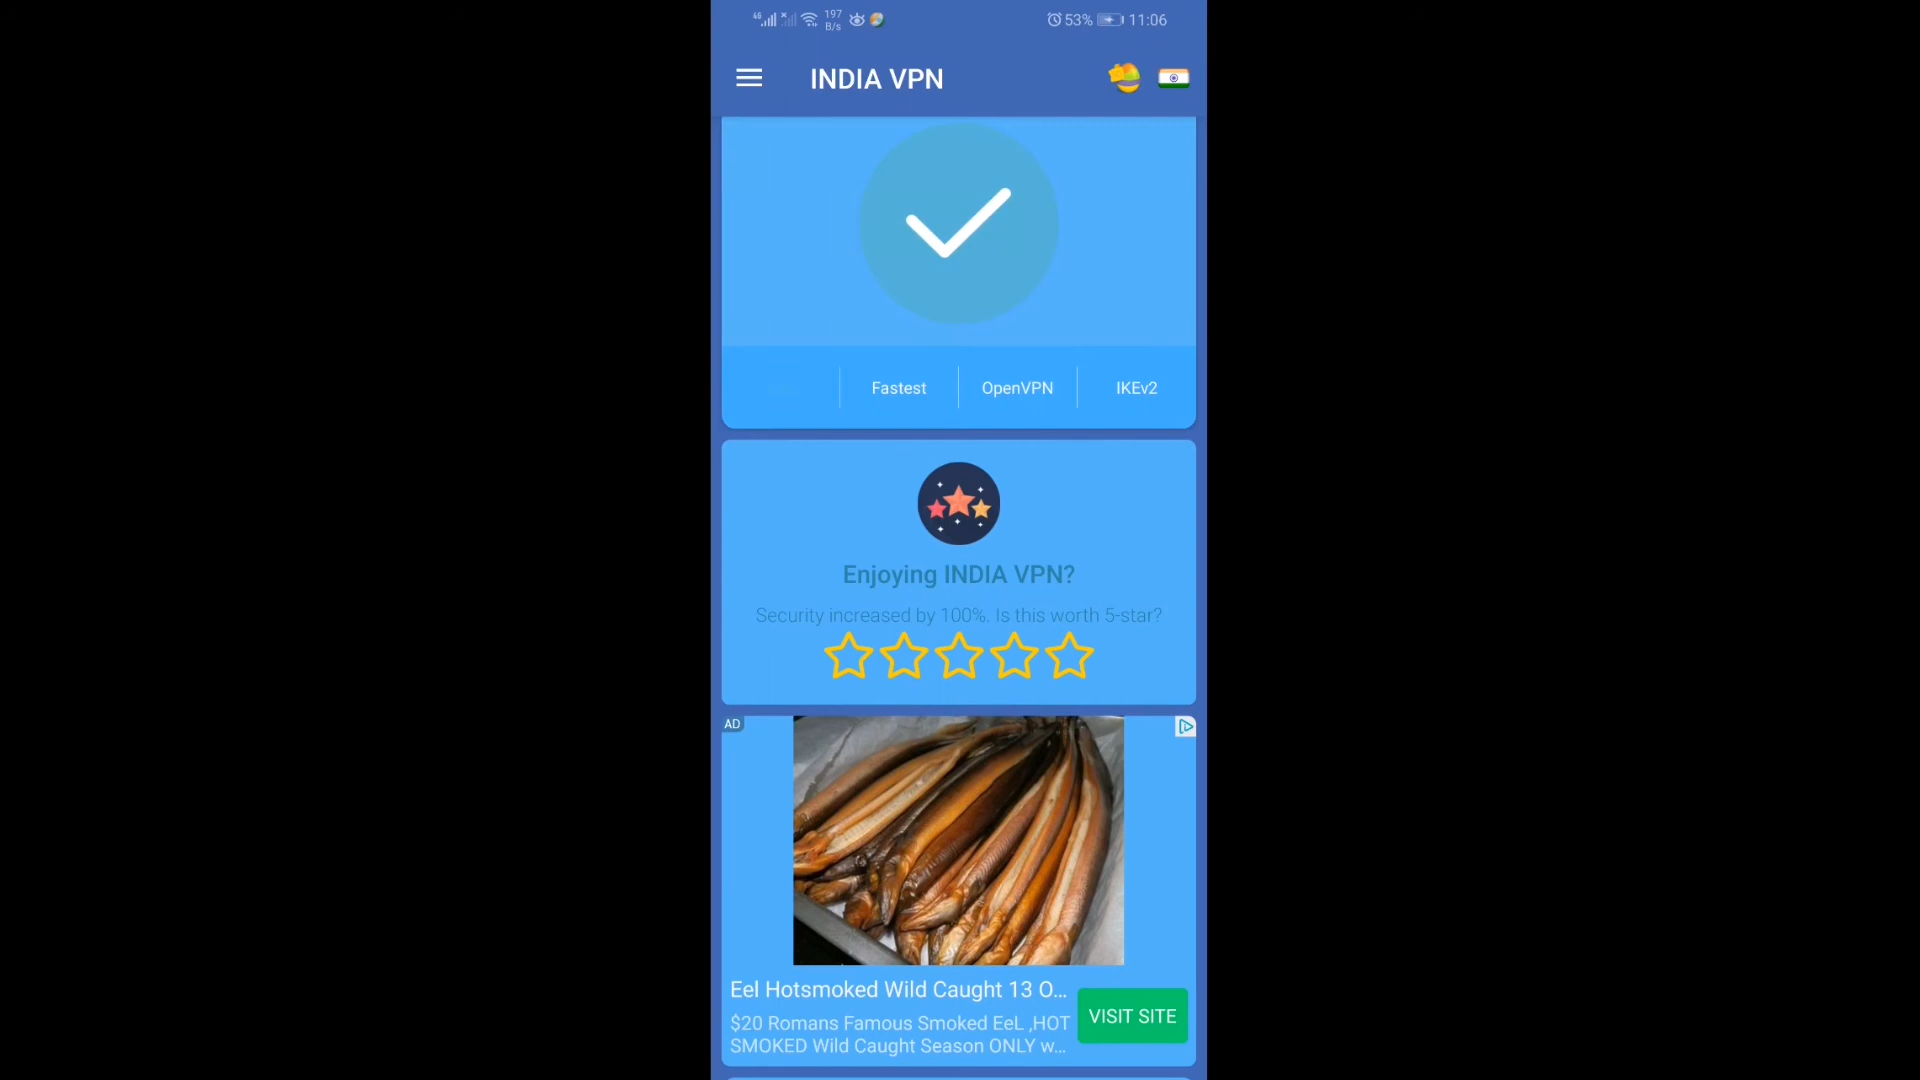 4G 197 B/s 53% 11:06
INDIA VPN
Fastest OpenVPN IKEv2
Enjoying INDIA VPN?
Security increased by 100%. Is this worth 5-star?
AD
Eel Hotsmoked Wild Caught 13 O...
$20 Romans Famous Smoked EeL ,HOT
SMOKED Wild Caught Season ONLY w...
VISIT SITE